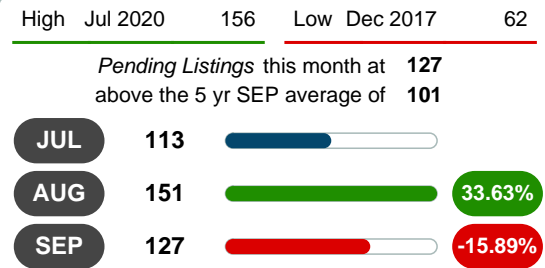 High Jul 2020 156 Low Dec 2017 62
Pending Listings this month at 127
above the 5 yr SEP average of 101
JUL 113
AUG 151 33.63%
SEP 127 -15.89%